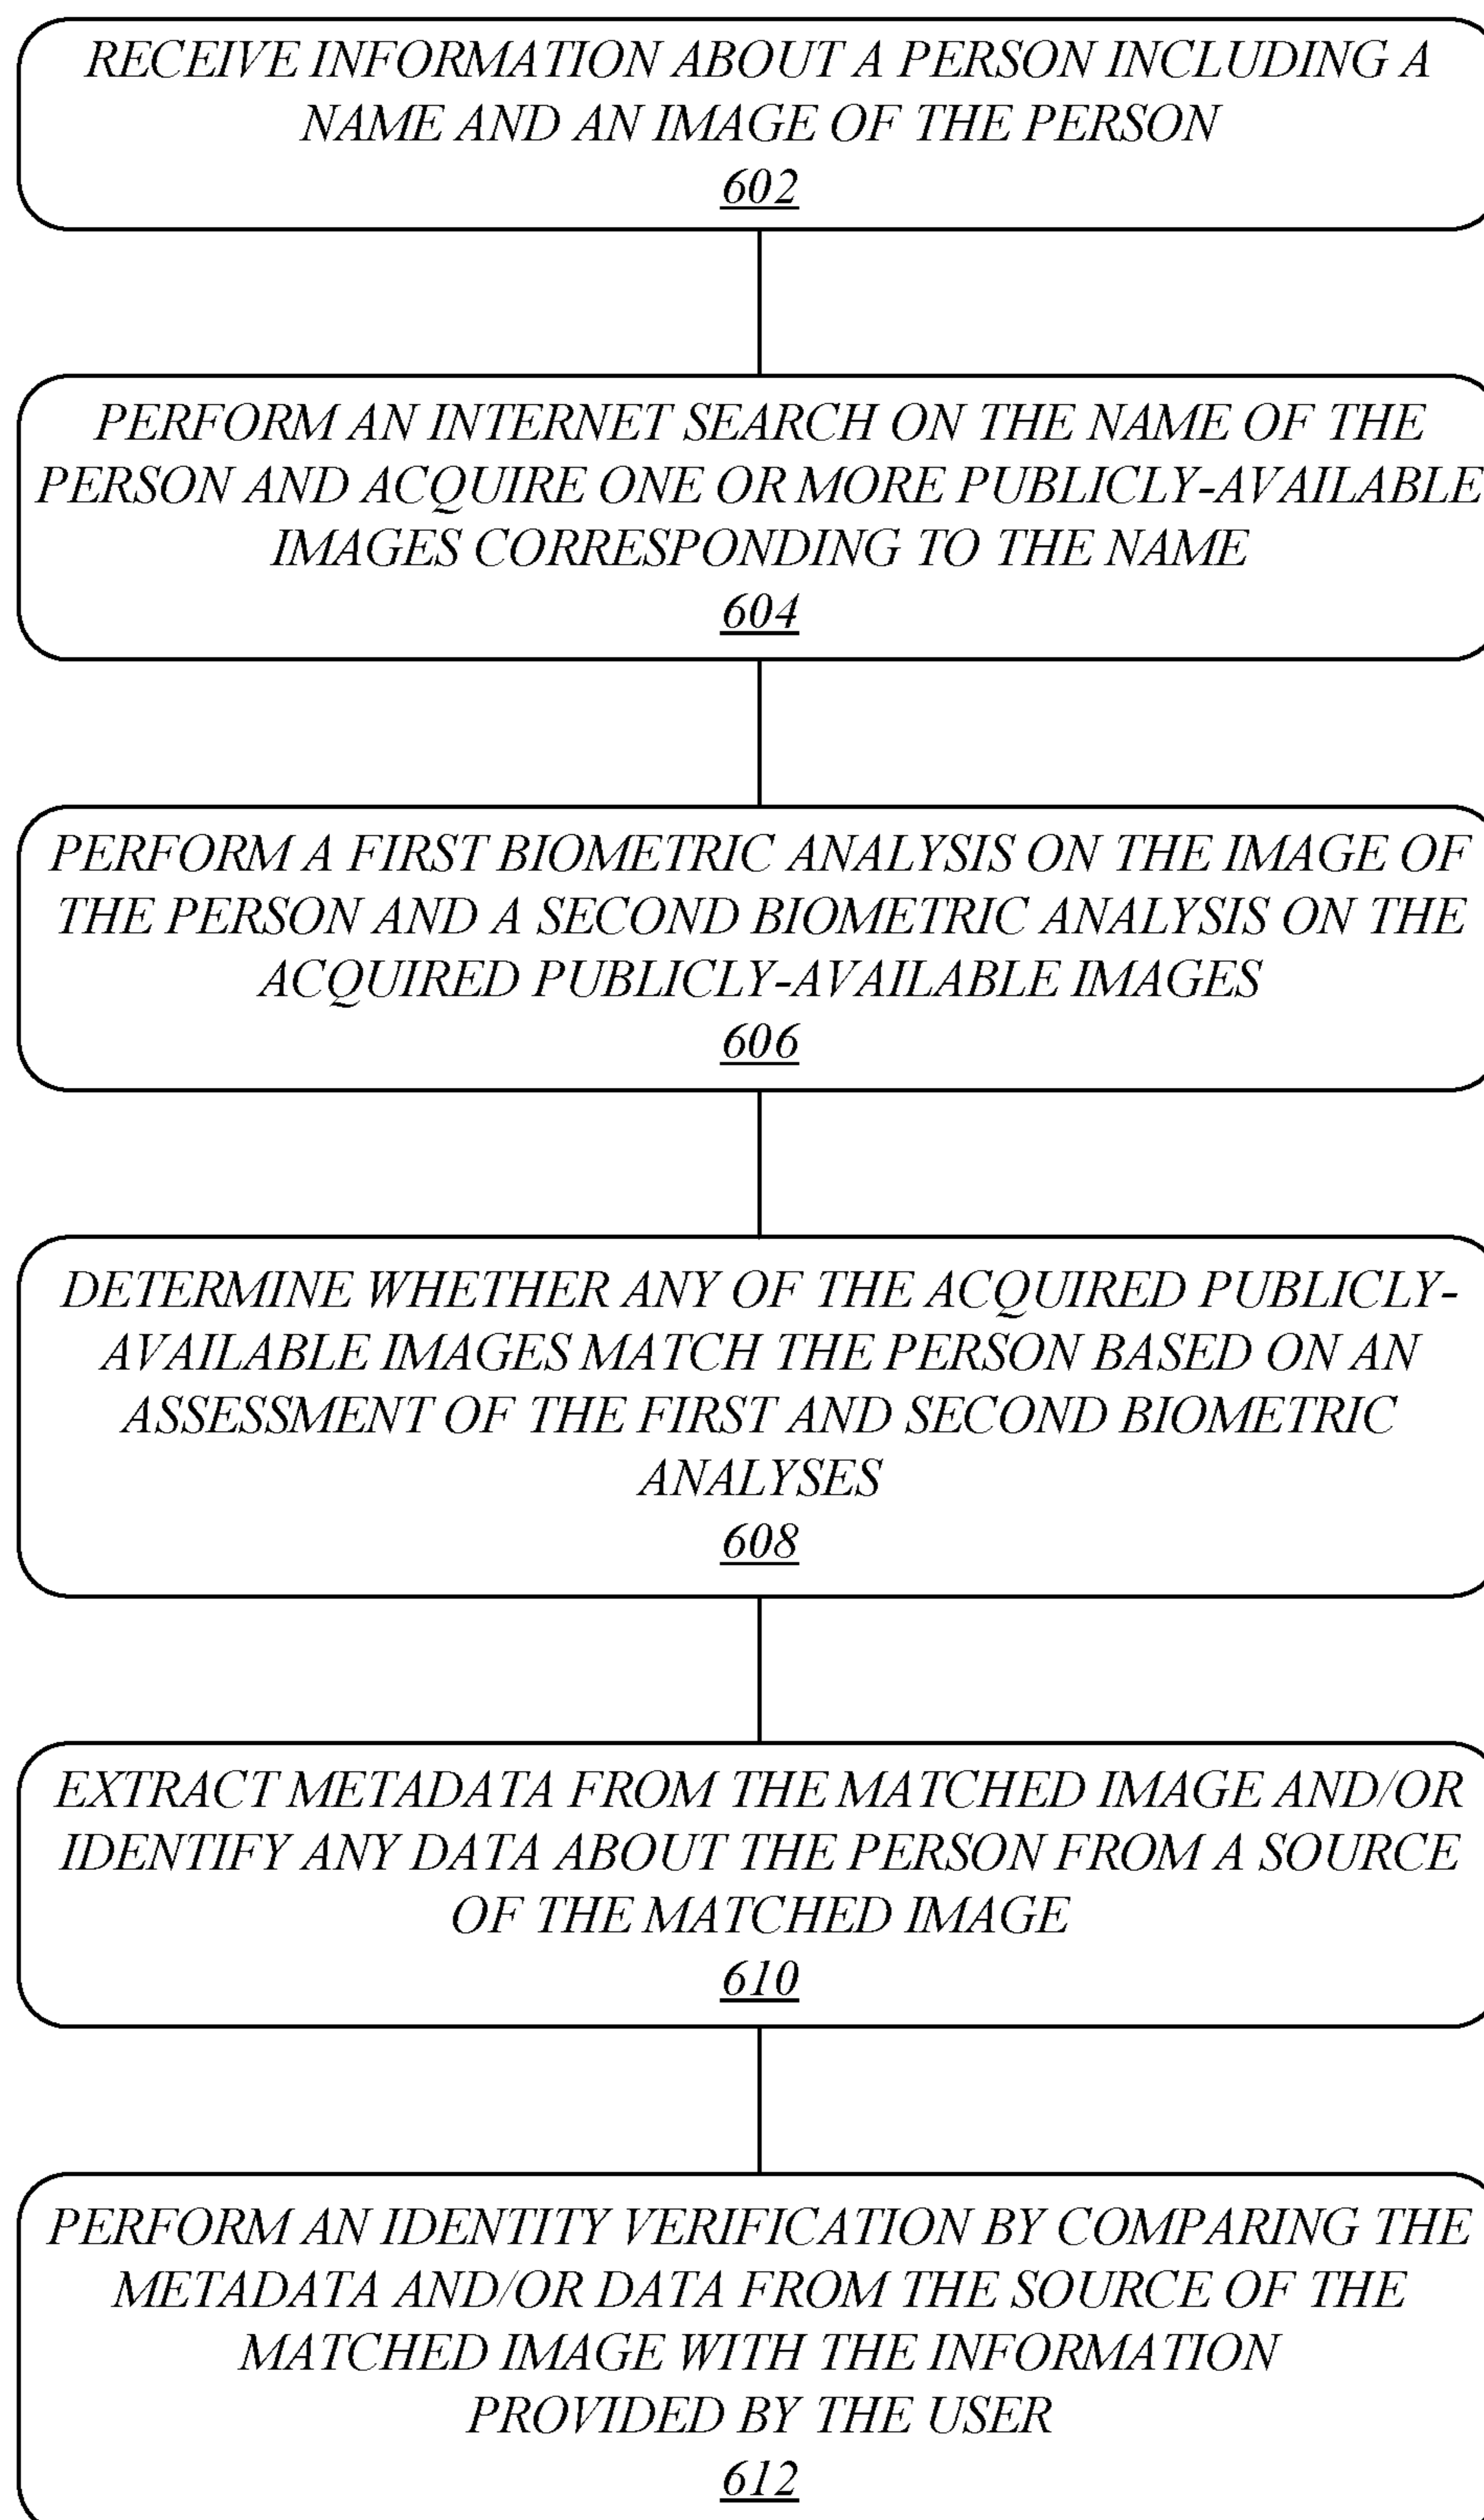 RECEIVE INFORMATION ABOUT A PERSON INCLUDING A
NAME AND AN IMAGE OF THE PERSON
602
PERFORM AN INTERNET SEARCH ON THE NAME OF THE
PERSON AND ACQUIRE ONE OR MORE PUBLICLY-AVAILABLE
IMAGES CORRESPONDING TO THE NAME
604
PERFORM A FIRST BIOMETRIC ANALYSIS ON THE IMAGE OF
THE PERSON AND A SECOND BIOMETRIC ANALYSIS ON THE
ACQUIRED PUBLICLY-AVAILABLE IMAGES
606
DETERMINE WHETHER ANY OF THE ACQUIRED PUBLICLY-
AVAILABLE IMAGES MATCH THE PERSON BASED ON AN
ASSESSMENT OF THE FIRST AND SECOND BIOMETRIC
ANALYSES
608
EXTRACT METADATA FROM THE MATCHED IMAGE AND/OR
IDENTIFY ANY DATA ABOUT THE PERSON FROM A SOURCE
OF THE MATCHED IMAGE
610
PERFORM AN IDENTITY VERIFICATION BY COMPARING THE
METADATA AND/OR DATA FROM THE SOURCE OF THE
MATCHED IMAGE WITH THE INFORMATION
PROVIDED BY THE USER
612